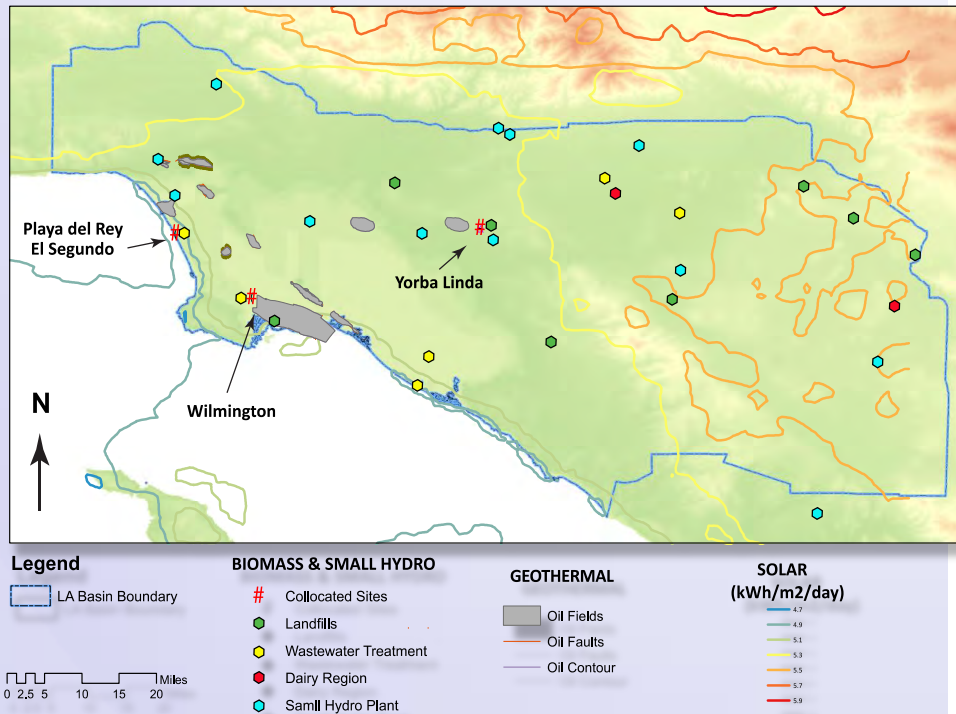 Playa del Rey
El Segundo
Yorba Linda
Wilmington
N
Legend
LA Basin Boundary
0 2.5 5 10 15 20
Miles
BIOMASS & SMALL HYDRO
# Collocated Sites
Landfills
Wastewater Treatment
Dairy Region
Samll Hydro Plant
GEOTHERMAL
Oil Fields
Oil Faults
Oil Contour
SOLAR
(kWh/m2/day)
4.7
4.9
5.1
5.3
5.5
5.7
5.9